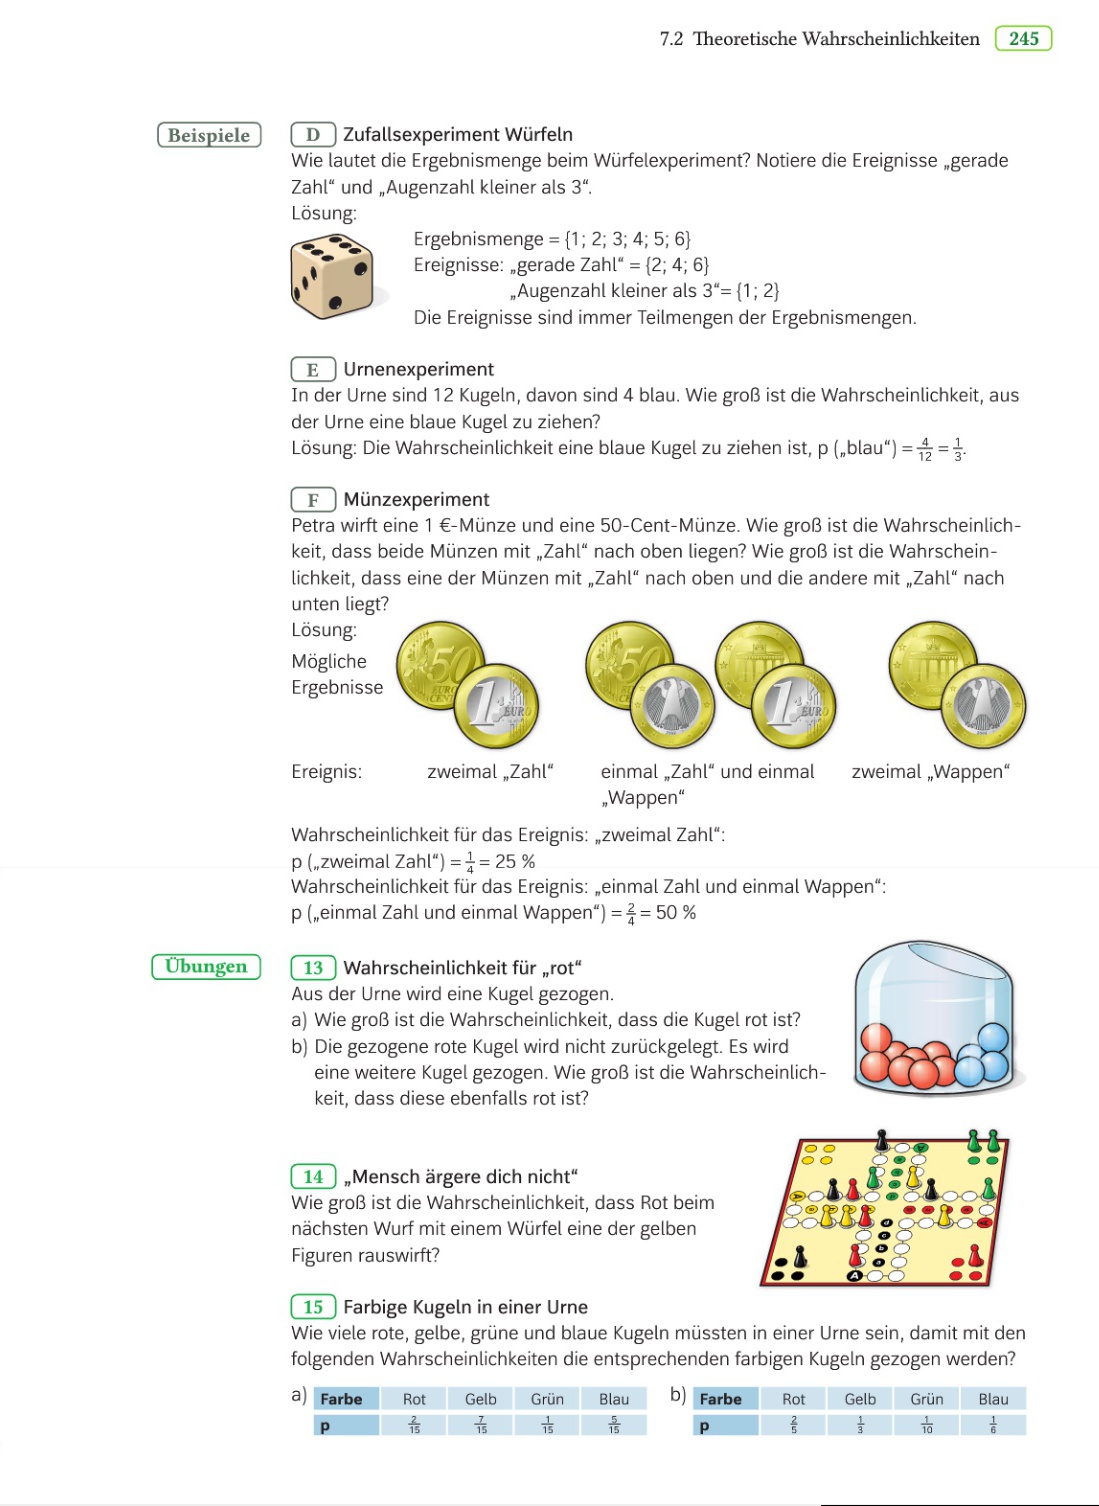 7.2 Theoretische Wahrscheinlichkeiten 245
Beispiele
D Zufallsexperiment Würfeln
Wie lautet die Ergebnismenge beim Würfelexperiment? Notiere die Ereignisse „gerade
Zahl“ und „Augenzahl kleiner als 3“.
Lösung:
Ergebnismenge = {1; 2; 3; 4; 5; 6}
Ereignisse: „gerade Zahl“ = {2; 4; 6}
„Augenzahl kleiner als 3“= {1; 2}
Die Ereignisse sind immer Teilmengen der Ergebnismengen.
E Urnenexperiment
In der Urne sind 12 Kugeln, davon sind 4 blau. Wie groß ist die Wahrscheinlichkeit, aus
der Urne eine blaue Kugel zu ziehen?
Lösung: Die Wahrscheinlichkeit eine blaue Kugel zu ziehen ist, p („blau“) = 4/12 = 1/3.
F Münzexperiment
Petra wirft eine 1 €-Münze und eine 50-Cent-Münze. Wie groß ist die Wahrscheinlich-
keit, dass beide Münzen mit „Zahl“ nach oben liegen? Wie groß ist die Wahrschein-
lichkeit, dass eine der Münzen mit „Zahl“ nach oben und die andere mit „Zahl“ nach
unten liegt?
Lösung:
Mögliche
Ergebnisse
50 EURO CENT 1 EURO 50 1 EURO
Ereignis: zweimal „Zahl“ einmal „Zahl“ und einmal zweimal „Wappen“
„Wappen“
Wahrscheinlichkeit für das Ereignis: „zweimal Zahl“:
p („zweimal Zahl“) = 1/4 = 25 %
Wahrscheinlichkeit für das Ereignis: „einmal Zahl und einmal Wappen“:
p („einmal Zahl und einmal Wappen“) = 2/4 = 50 %
Übungen
13 Wahrscheinlichkeit für „rot“
Aus der Urne wird eine Kugel gezogen.
a) Wie groß ist die Wahrscheinlichkeit, dass die Kugel rot ist?
b) Die gezogene rote Kugel wird nicht zurückgelegt. Es wird
eine weitere Kugel gezogen. Wie groß ist die Wahrscheinlich-
keit, dass diese ebenfalls rot ist?
14 „Mensch ärgere dich nicht“
Wie groß ist die Wahrscheinlichkeit, dass Rot beim
nächsten Wurf mit einem Würfel eine der gelben
Figuren rauswirft?
d
c
b
a
A
15 Farbige Kugeln in einer Urne
Wie viele rote, gelbe, grüne und blaue Kugeln müssten in einer Urne sein, damit mit den
folgenden Wahrscheinlichkeiten die entsprechenden farbigen Kugeln gezogen werden?
a) Farbe Rot Gelb Grün Blau
p 2/15 7/15 1/15 5/15
b) Farbe Rot Gelb Grün Blau
p 2/5 1/3 1/10 1/6